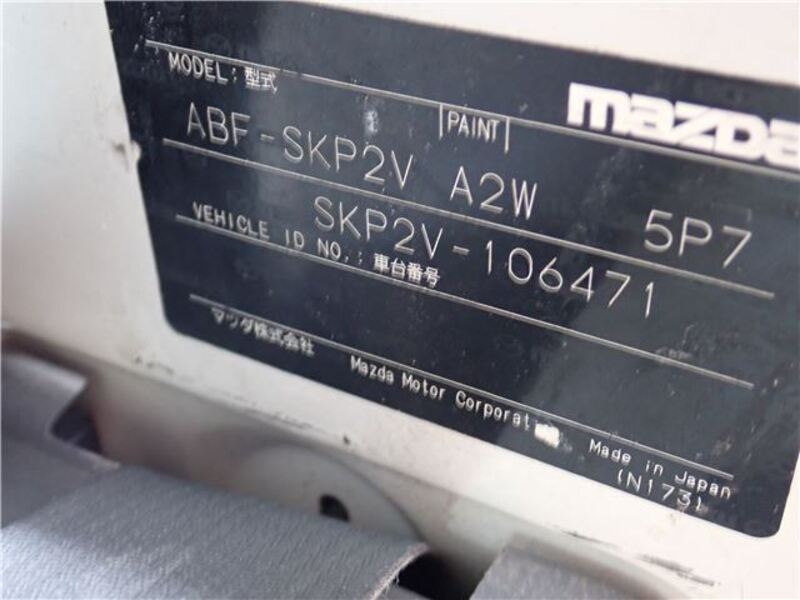 mazda
MODEL; 型式
PAINT
ABF-SKP2V A2W 5P7
SKP2V-106471
VEHICLE ID NO,; 車台番号
マツダ株式会社 Mazda Motor Corporation Made in Japan
(N173)